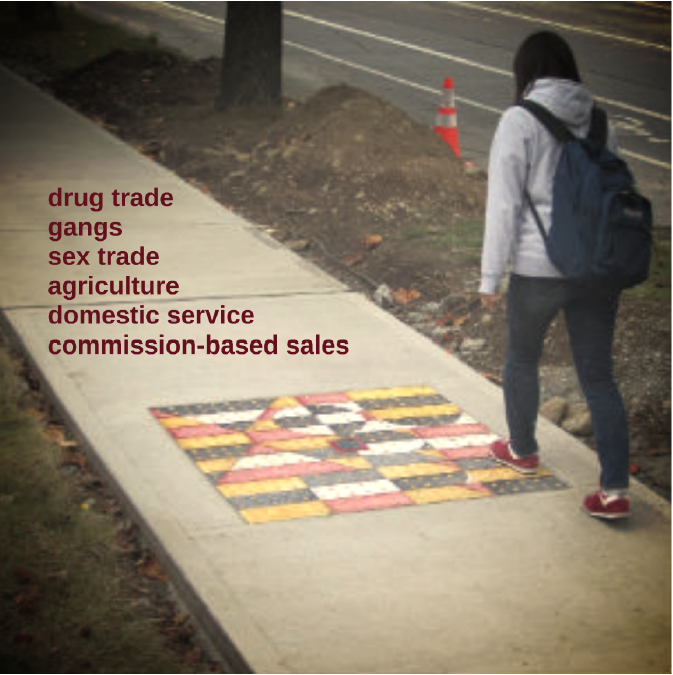 drug trade
gangs
sex trade
agriculture
domestic service
commission-based sales